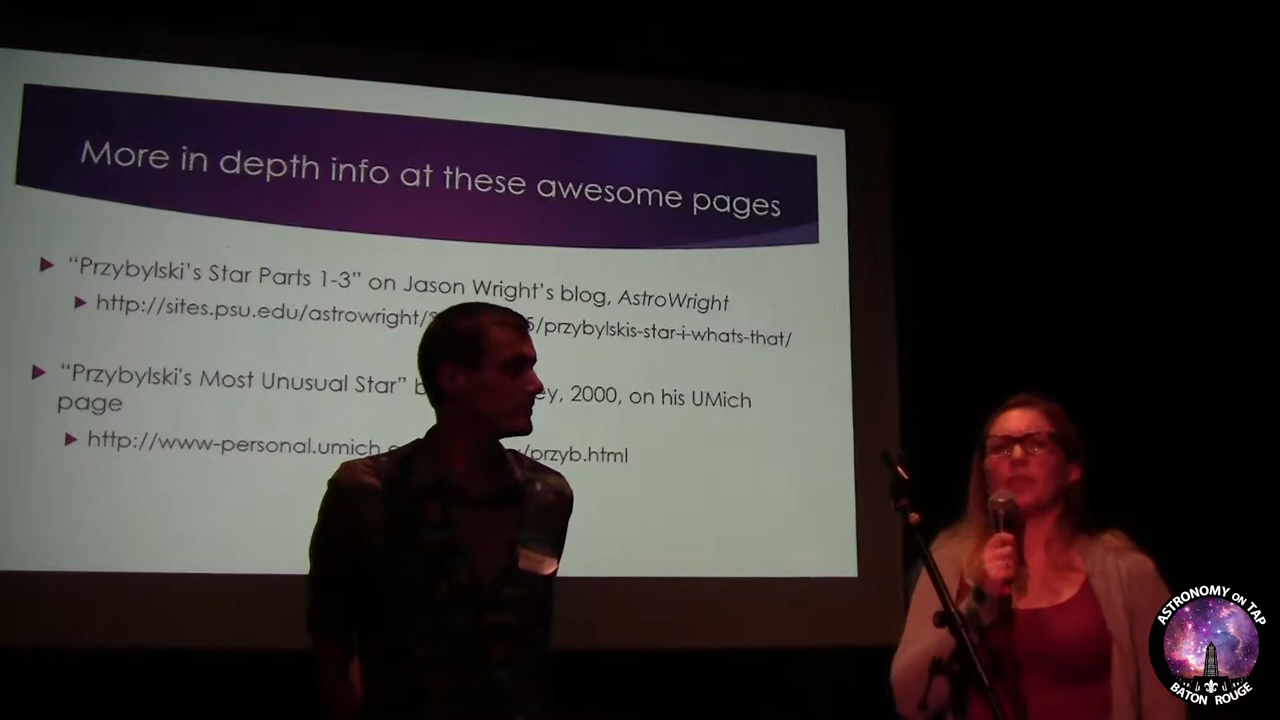 More in depth info at these awesome pages
"Przybylski's Star Parts 1-3" on Jason Wright's blog, AstroWright
http://sites.psu.edu/astrowright/ 5/przybylskis-star-i-whats-that/
"Przybylski's Most Unusual Star" b ey, 2000, on his UMich
page
http://www-personal.umich /przyb.html
ASTRONOMY ON TAP
BATON ROUGE